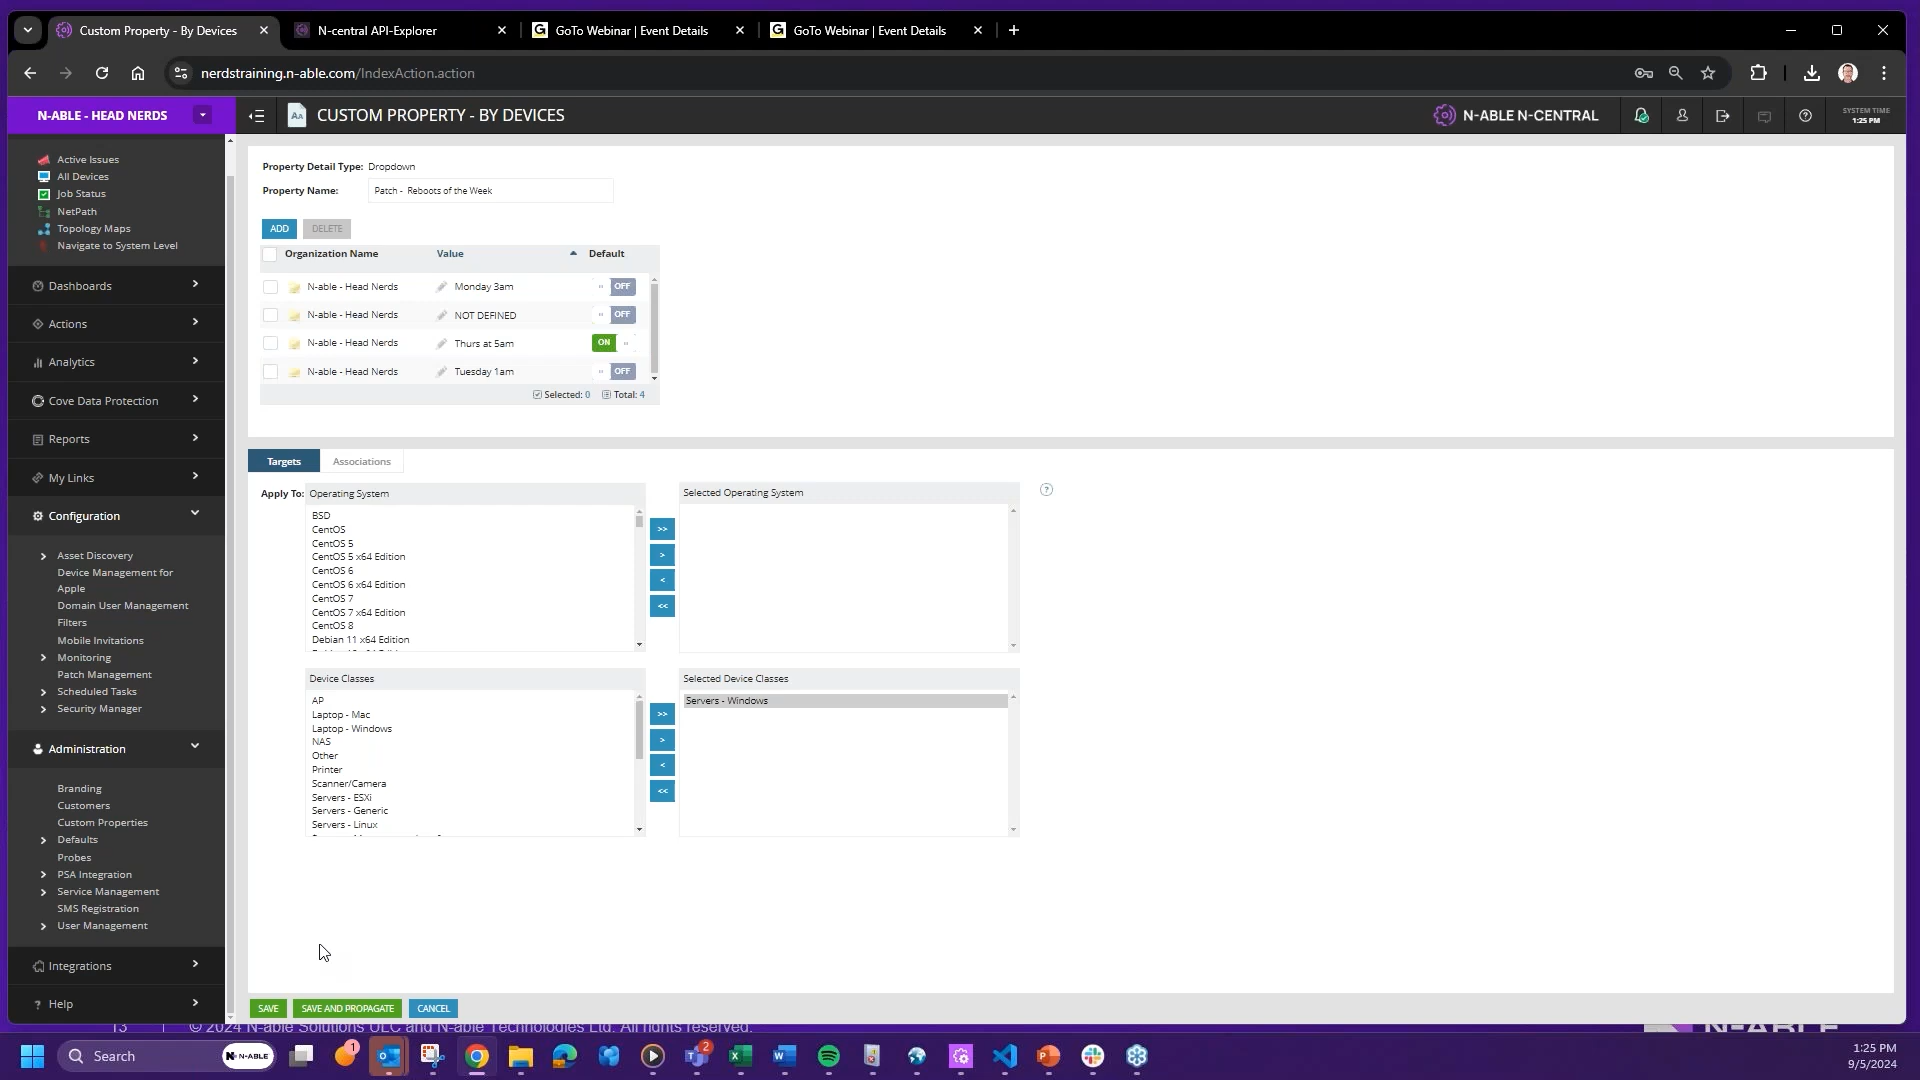 Custom Property - By Devices
N-central API-Explorer
GoTo Webinar | Event Details
GoTo Webinar | Event Details
nerdstraining.n-able.com/IndexAction.action
N-ABLE - HEAD NERDS
CUSTOM PROPERTY - BY DEVICES
N-ABLE N-CENTRAL
SYSTEM TIME
1:25 PM
Active Issues
All Devices
Job Status
NetPath
Topology Maps
Navigate to System Level
Dashboards
Actions
Analytics
Cove Data Protection
Reports
My Links
Configuration
Asset Discovery
Device Management for
Apple
Domain User Management
Filters
Mobile Invitations
Monitoring
Patch Management
Scheduled Tasks
Security Manager
Administration
Branding
Customers
Custom Properties
Defaults
Probes
PSA Integration
Service Management
SMS Registration
User Management
Integrations
Help
Property Detail Type: Dropdown
Property Name: Patch - Reboots of the Week
ADD DELETE
Organization Name Value Default
N-able - Head Nerds Monday 3am OFF
N-able - Head Nerds NOT DEFINED OFF
N-able - Head Nerds Thurs at 5am ON
N-able - Head Nerds Tuesday 1am OFF
Selected: 0 Total: 4
Targets Associations
Apply To: Operating System
BSD
CentOS
CentOS 5
CentOS 5 x64 Edition
CentOS 6
CentOS 6 x64 Edition
CentOS 7
CentOS 7 x64 Edition
CentOS 8
Debian 11 x64 Edition
>>
>
<
<<
Selected Operating System
Device Classes
AP
Laptop - Mac
Laptop - Windows
NAS
Other
Printer
Scanner/Camera
Servers - ESXi
Servers - Generic
Servers - Linux
>>
>
<
<<
Selected Device Classes
Servers - Windows
SAVE SAVE AND PROPAGATE CANCEL
13 | © 2024 N-able Solutions ULC and N-able Technologies Ltd. All rights reserved.
N-ABLE
Search
N-ABLE
1
2
1:25 PM
9/5/2024